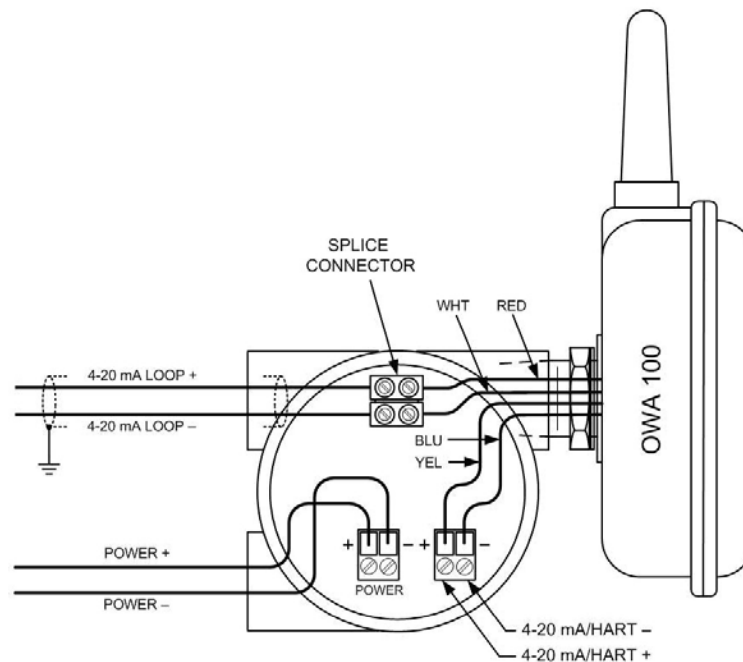 SPLICE
CONNECTOR
WHT
RED
4-20 mA LOOP +
4-20 mA LOOP –
OWA 100
BLU
YEL
+
–
+
–
POWER +
POWER
POWER –
4-20 mA/HART –
4-20 mA/HART +